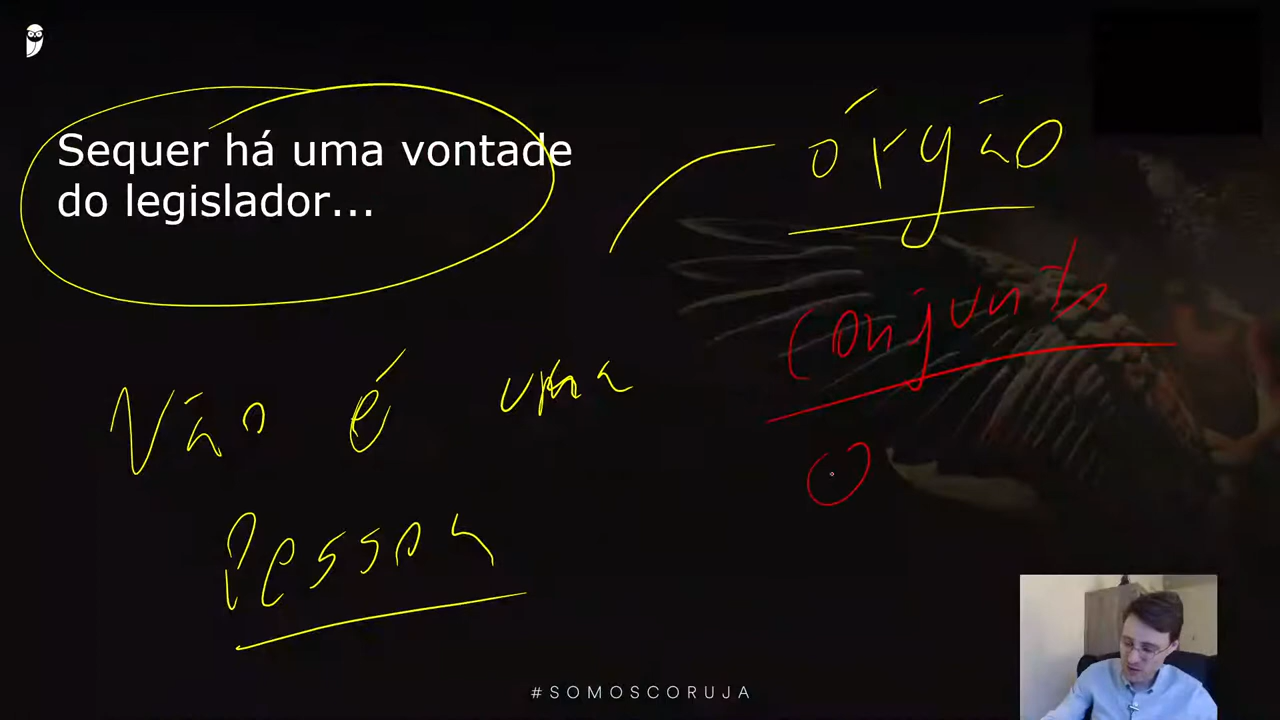 Sequer há uma vontade
do legislador...
órgão
conjunto
o
Não é uma
Pessoa
#SOMOSCORUJA